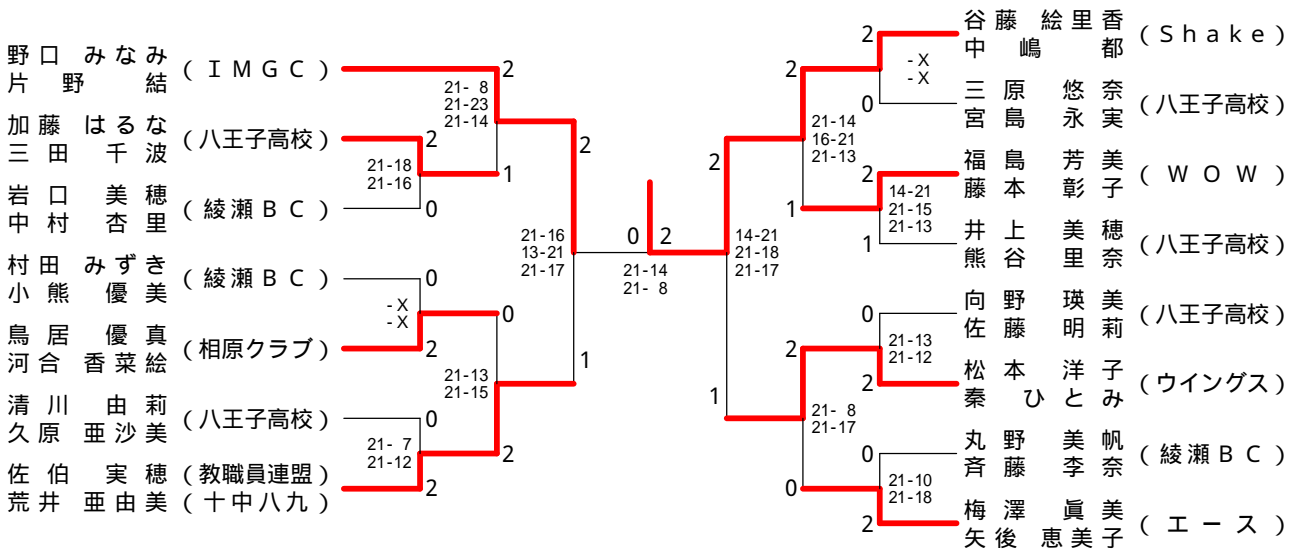 野口 みなみ
片野 結
(ＩＭＧＣ)
加藤 はるな
三田 千波
(八王子高校)
岩口 美穂
中村 杏里
(綾瀬ＢＣ)
村田 みずき
小熊 優美
(綾瀬ＢＣ)
鳥居 優真
河合 香菜絵
(相原クラブ)
清川 由莉
久原 亜沙美
(八王子高校)
佐伯 実穂 (教職員連盟)
荒井 亜由美 (十中八九)
2
21- 8
21-23
21-14
2
21-18
21-16
1
0
2
0
-X
-X
0
2
21-13
21-15
1
0
21- 7
21-12
2
2
21-16
13-21
21-17
0 2
21-14
21- 8
2
14-21
21-18
21-17
1
2
21-14
16-21
21-13
1
2
-X
-X
0
2
14-21
21-15
21-13
1
0
21-13
21-12
2
2
21- 8
21-17
0
0
21-10
21-18
2
谷藤 絵里香
中嶋 都
(Ｓｈａｋｅ)
三原 悠奈
宮島 永実
(八王子高校)
福島 芳美
藤本 彰子
(ＷＯＷ)
井上 美穂
熊谷 里奈
(八王子高校)
向野 瑛美
佐藤 明莉
(八王子高校)
松本 洋子
秦 ひとみ
(ウイングス)
丸野 美帆
斉藤 李奈
(綾瀬ＢＣ)
梅澤 眞美
矢後 恵美子
(エース)